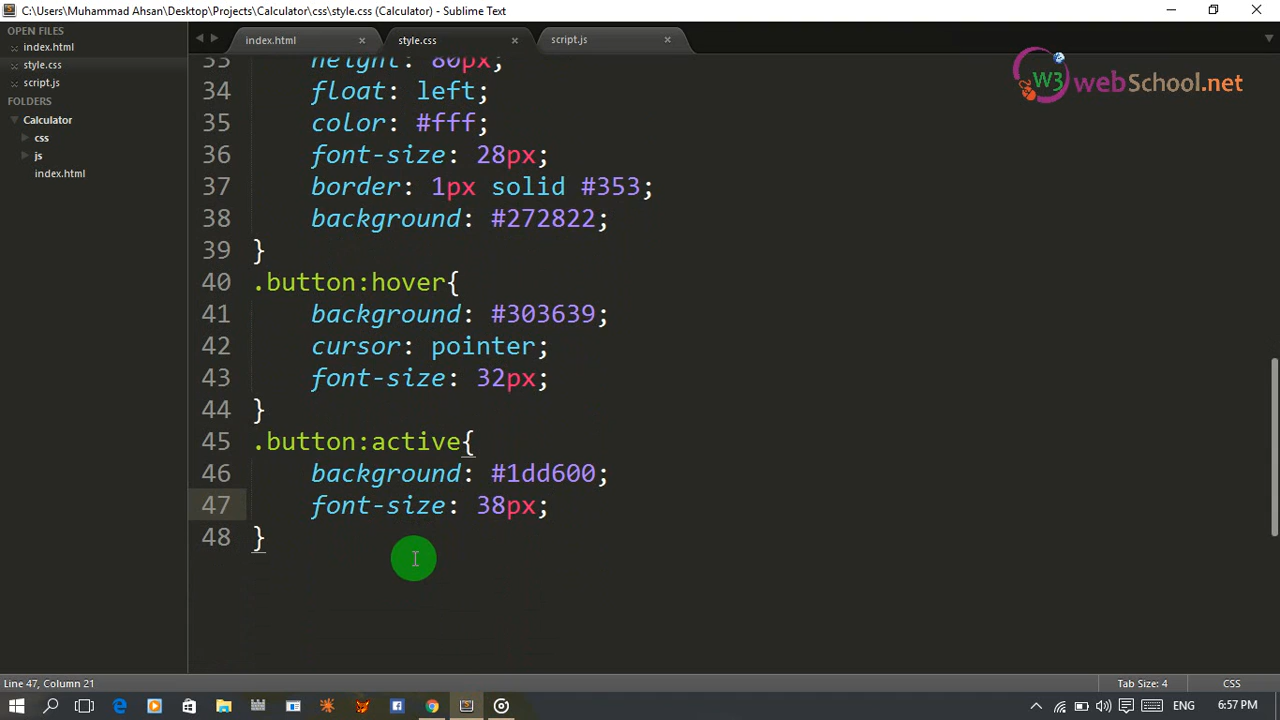 C:\Users\Muhammad Ahsan\Desktop\Projects\Calculator\css\style.css (Calculator) - Sublime Text
OPEN FILES
index.html
style.css
script.js
FOLDERS
Calculator
css
js
index.html
index.html
style.css
script.js
W3 webSchool.net
33 height: 80px;
34 float: left;
35 color: #fff;
36 font-size: 28px;
37 border: 1px solid #353;
38 background: #272822;
39 }
40 .button:hover{
41 background: #303639;
42 cursor: pointer;
43 font-size: 32px;
44 }
45 .button:active{
46 background: #1dd600;
47 font-size: 38px;
48 }
Line 47, Column 21
Tab Size: 4
CSS
ENG
6:57 PM